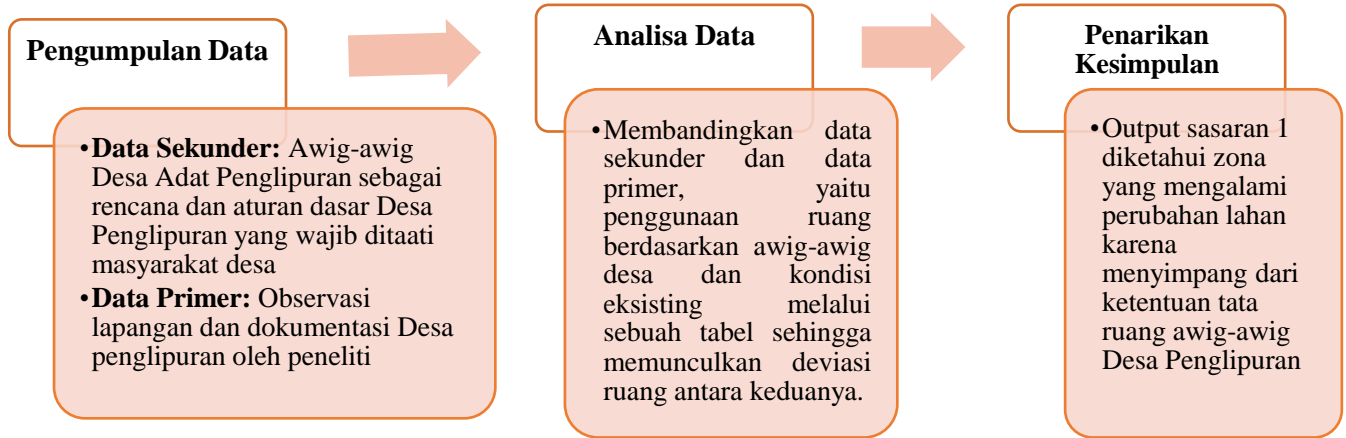 Pengumpulan Data
•Data Sekunder: Awig-awig
Desa Adat Penglipuran sebagai
rencana dan aturan dasar Desa
Penglipuran yang wajib ditaati
masyarakat desa
•Data Primer: Observasi
lapangan dan dokumentasi Desa
penglipuran oleh peneliti
Analisa Data
•Membandingkan data
sekunder dan data
primer, yaitu
penggunaan ruang
berdasarkan awig-awig
desa dan kondisi
eksisting melalui
sebuah tabel sehingga
memunculkan deviasi
ruang antara keduanya.
Penarikan
Kesimpulan
•Output sasaran 1
diketahui zona
yang mengalami
perubahan lahan
karena
menyimpang dari
ketentuan tata
ruang awig-awig
Desa Penglipuran